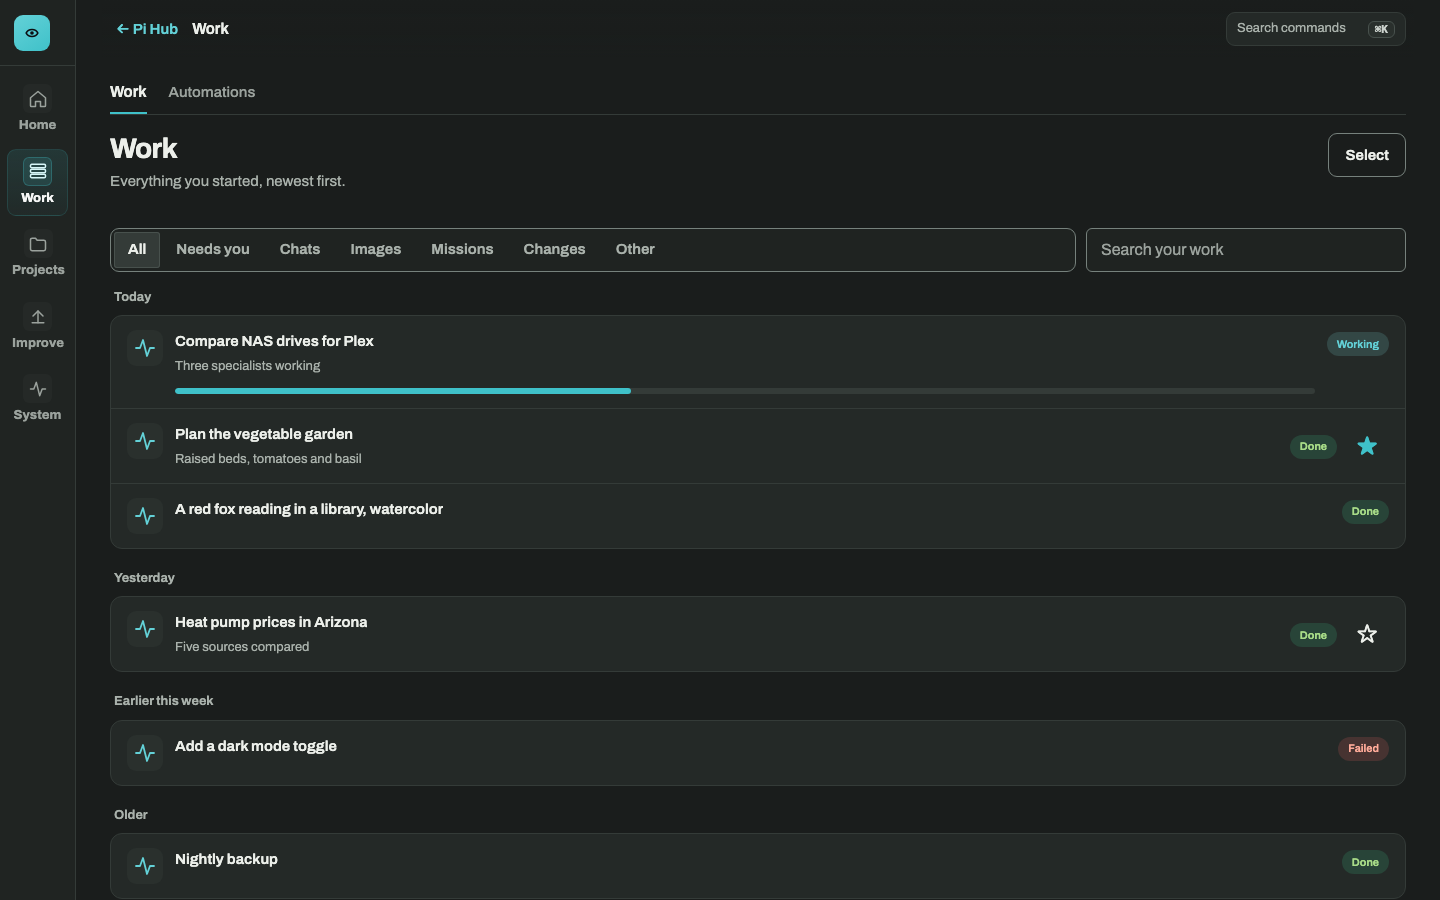 ← Pi Hub Work
Search commands ⌘K
Home
Work
Projects
Improve
System
Work Automations
Work
Everything you started, newest first.
Select
All Needs you Chats Images Missions Changes Other
Search your work
Today
Compare NAS drives for Plex
Three specialists working
Working
Plan the vegetable garden
Raised beds, tomatoes and basil
Done
A red fox reading in a library, watercolor
Done
Yesterday
Heat pump prices in Arizona
Five sources compared
Done
Earlier this week
Add a dark mode toggle
Failed
Older
Nightly backup
Done